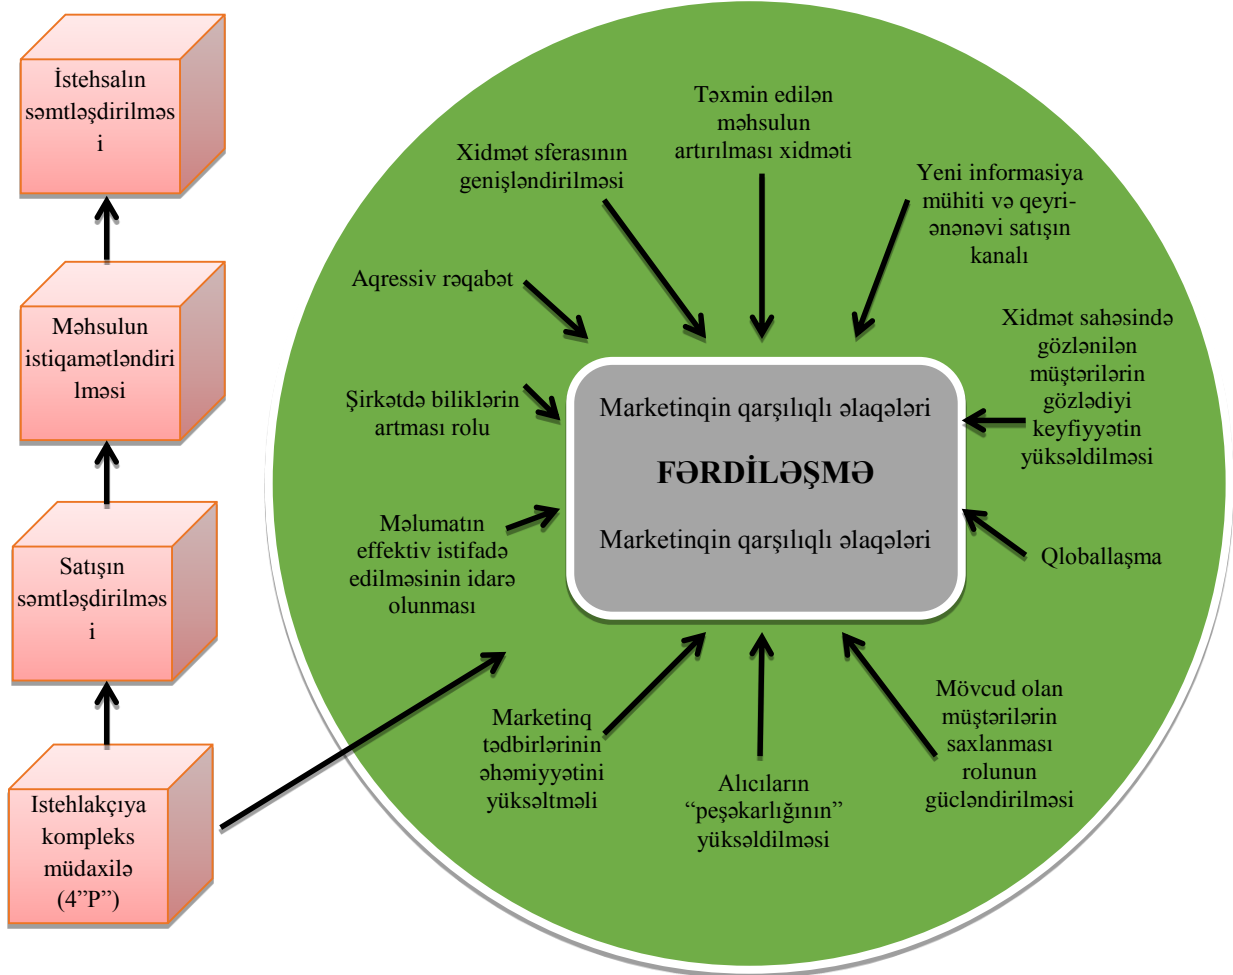 İstehsalın
səmtləşdirilməs
i
Məhsulun
istiqamətləndiri
lməsi
Satışın
səmtləşdirilməs
i
Istehlakçıya
kompleks
müdaxilə
(4”P”)
Təxmin edilən
məhsulun
artırılması xidməti
Xidmət sferasının
genişləndirilməsi
Yeni informasiya
mühiti və qeyri-
ənənəvi satışın
kanalı
Aqressiv rəqabət
Xidmət sahəsində
gözlənilən
müştərilərin
gözlədiyi
keyfiyyətin
yüksəldilməsi
Şirkətdə biliklərin
artması rolu
Marketinqin qarşılıqlı əlaqələri
FƏRDİLƏŞMƏ
Marketinqin qarşılıqlı əlaqələri
Məlumatın
effektiv istifadə
edilməsinin idarə
olunması
Qloballaşma
Marketinq
tədbirlərinin
əhəmiyyətini
yüksəltməli
Alıcıların
“peşəkarlığının”
yüksəldilməsi
Mövcud olan
müştərilərin
saxlanması
rolunun
gücləndirilməsi